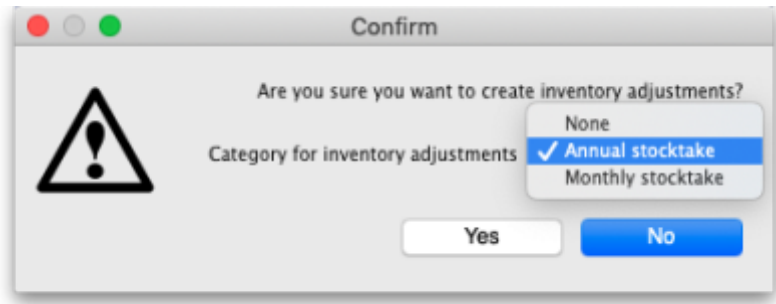 Confirm
Are you sure you want to create inventory adjustments?
None
Category for inventory adjustments ✓ Annual stocktake
Monthly stocktake
Yes No